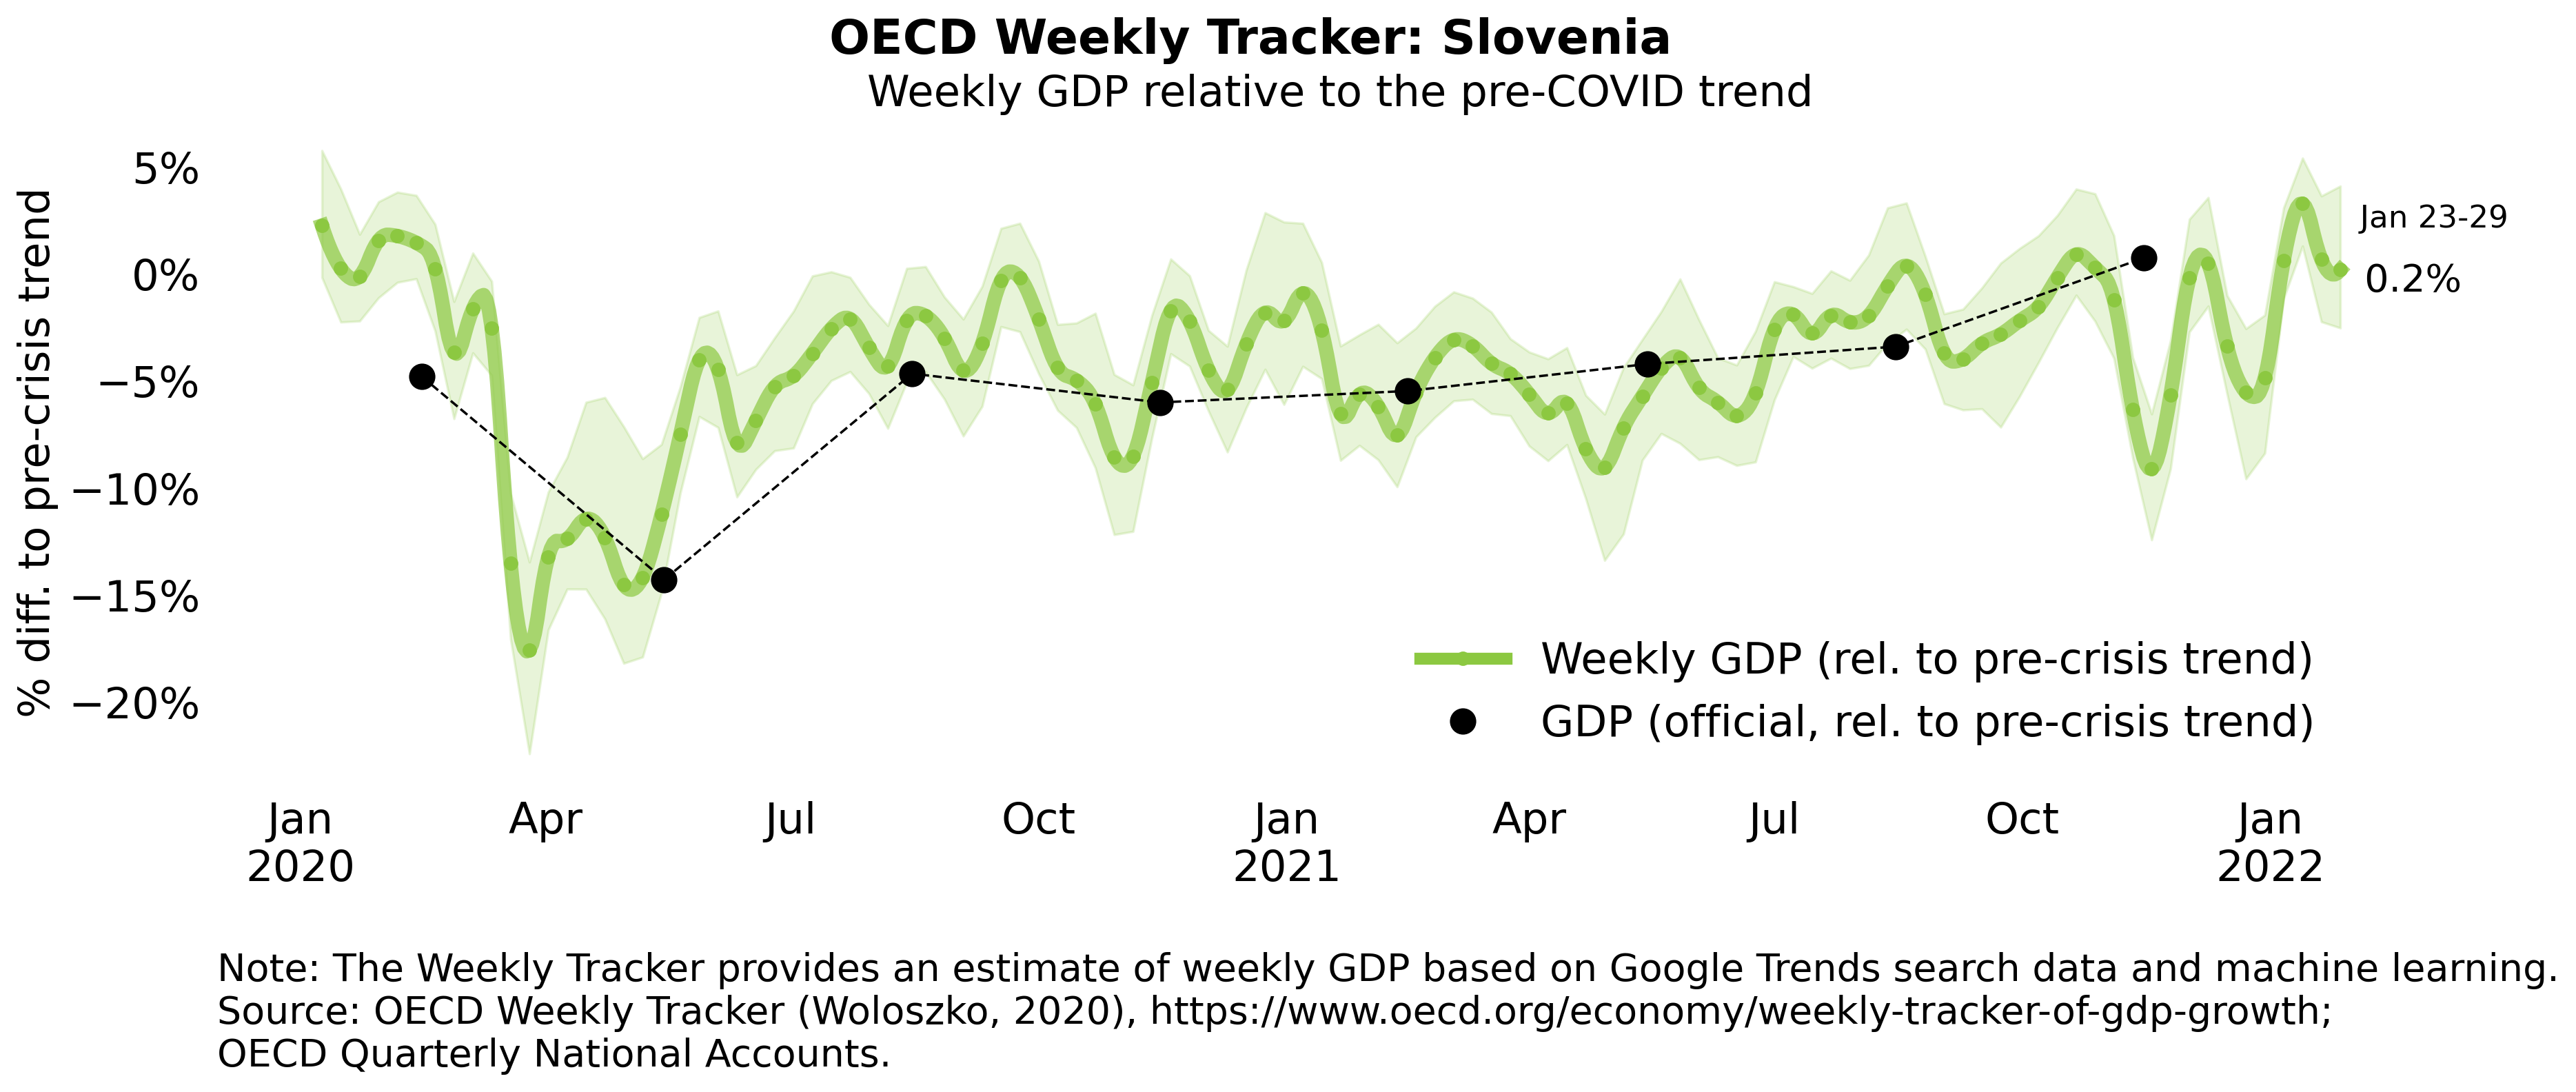 OECD Weekly Tracker: Slovenia
Weekly GDP relative to the pre-COVID trend
% diff. to pre-crisis trend
5%
0%
−5%
−10%
−15%
−20%
Jan 23-29
0.2%
Weekly GDP (rel. to pre-crisis trend)
GDP (official, rel. to pre-crisis trend)
Jan Apr Jul Oct Jan Apr Jul Oct Jan
2020 2021 2022
Note: The Weekly Tracker provides an estimate of weekly GDP based on Google Trends search data and machine learning.
Source: OECD Weekly Tracker (Woloszko, 2020), https://www.oecd.org/economy/weekly-tracker-of-gdp-growth;
OECD Quarterly National Accounts.